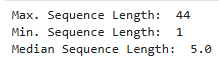 Max. Sequence Length:  44
Min. Sequence Length:  1
Median Sequence Length:  5.0